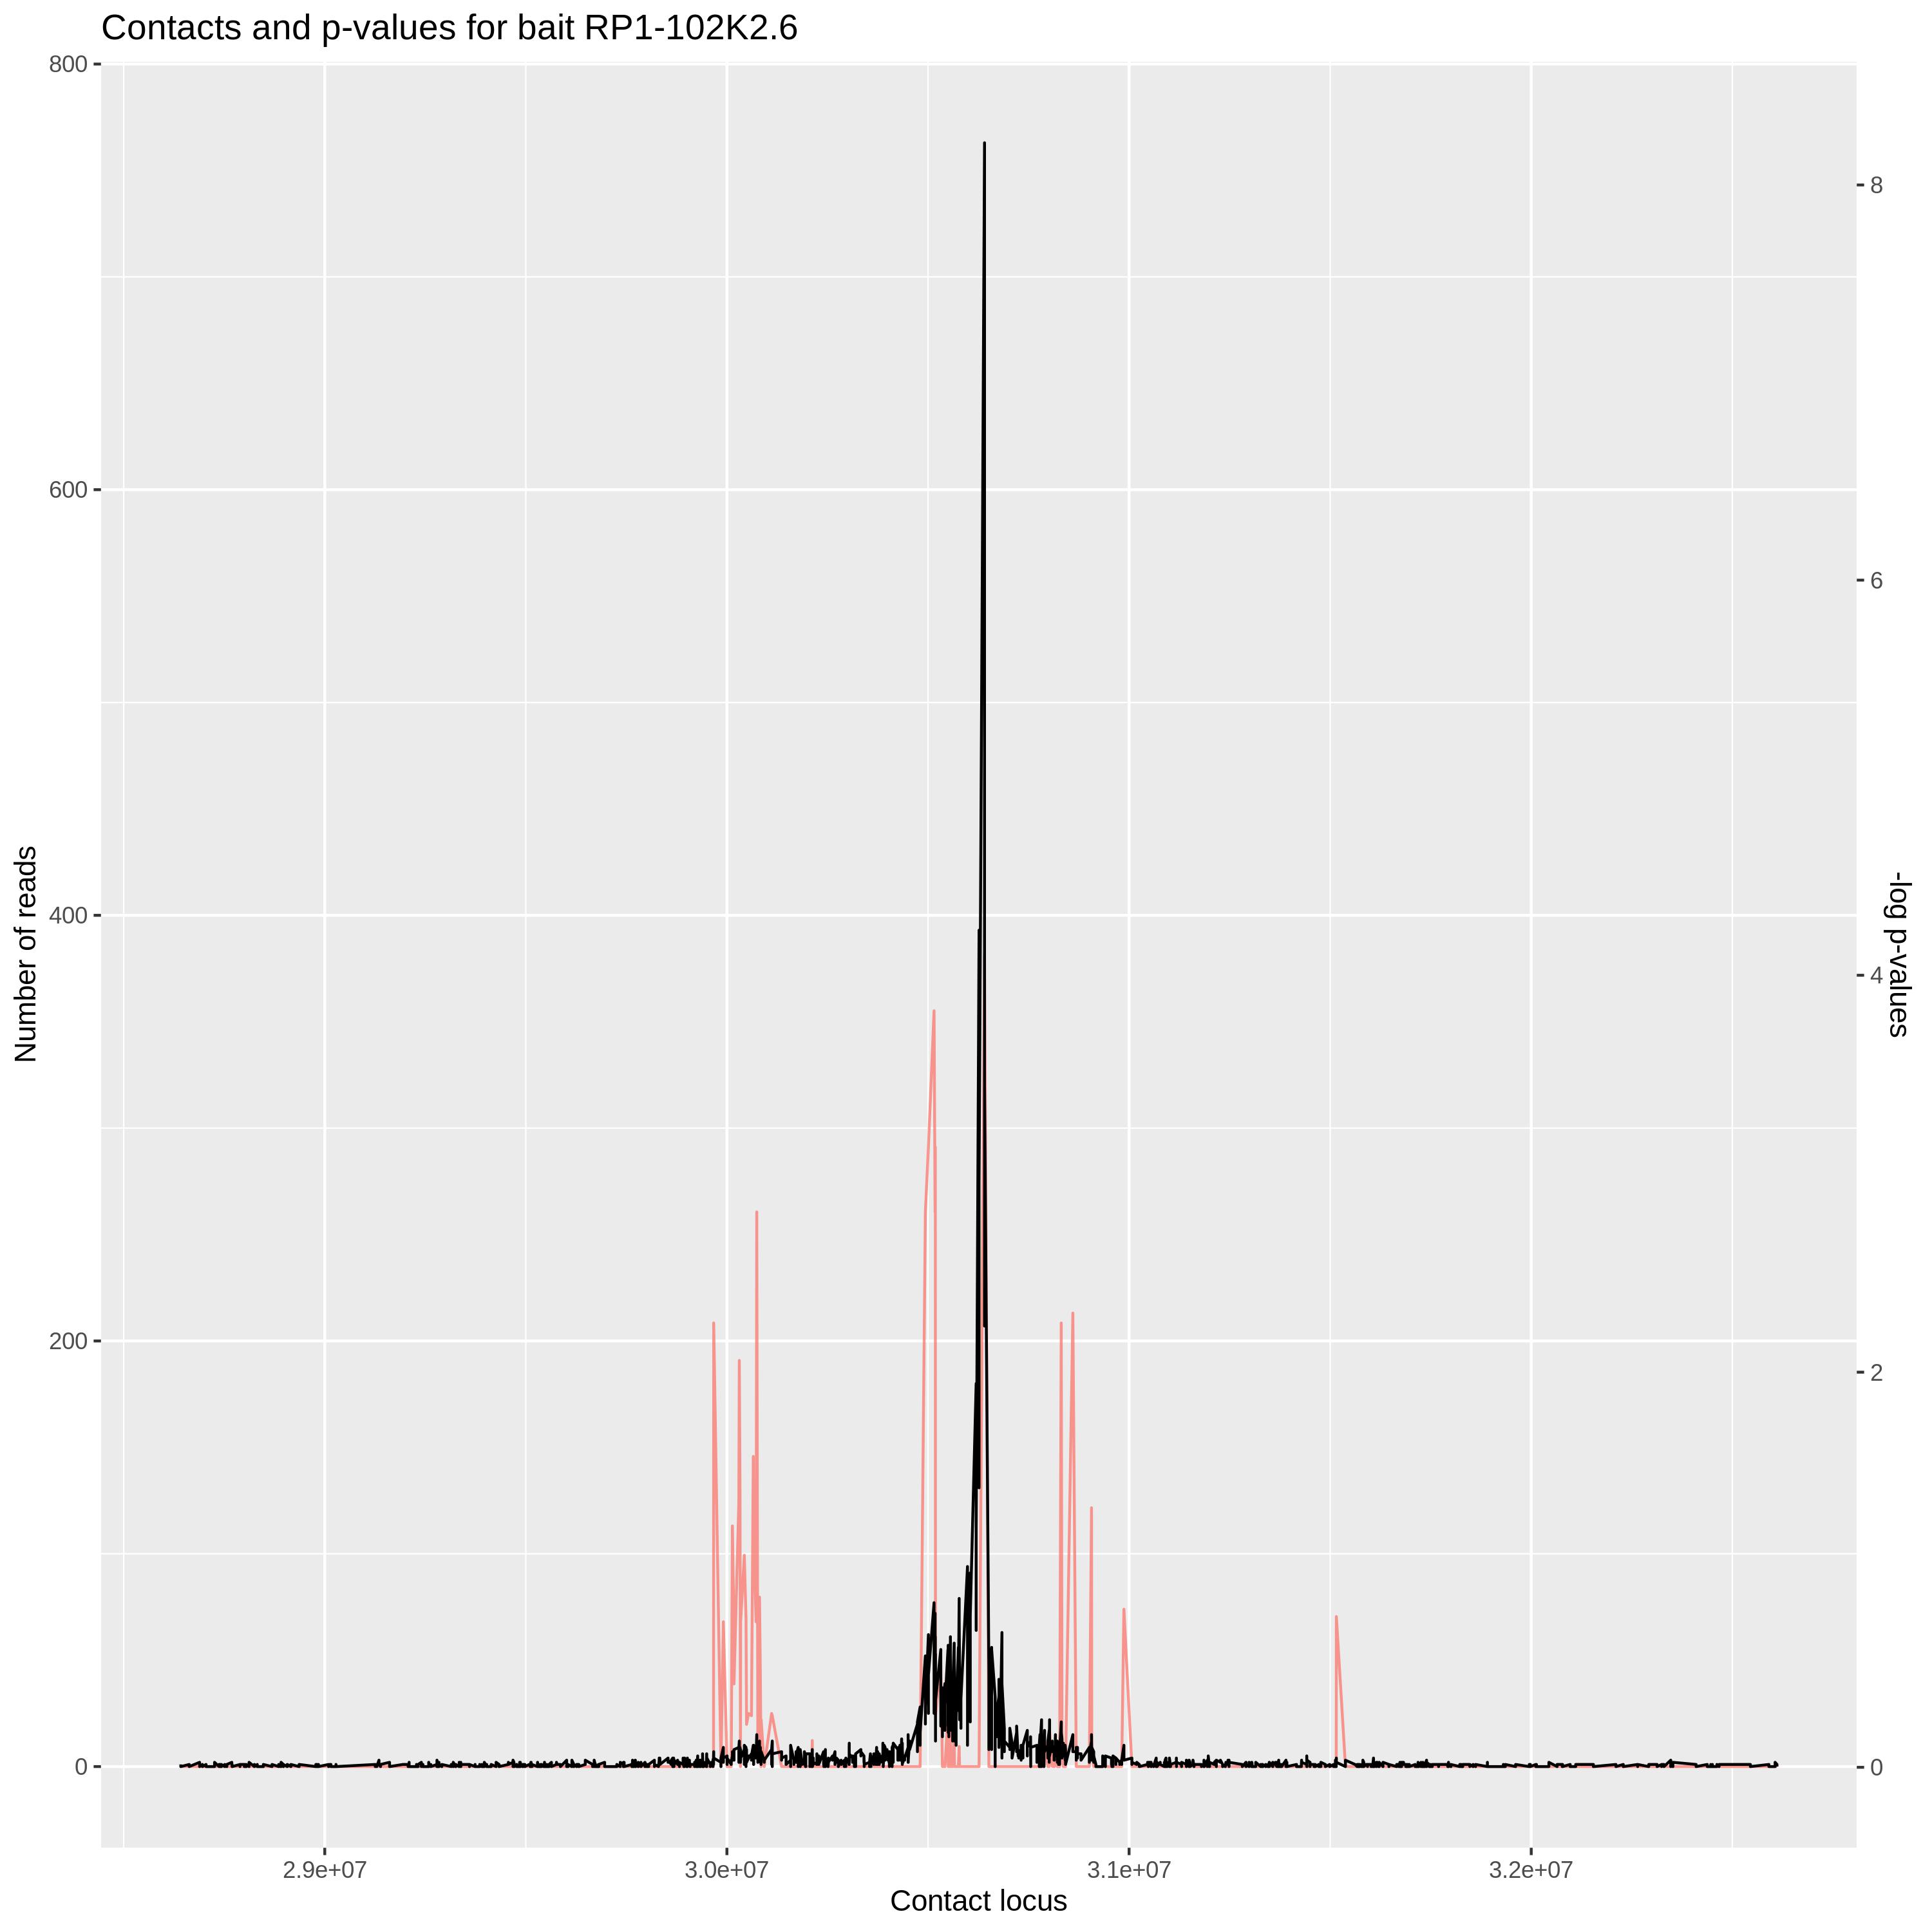 Contacts and p-values for bait RP1-102K2.6
800
600
400
200
0
8
6
4
2
0
Number of reads
-log p-values
2.9e+07
3.0e+07
3.1e+07
3.2e+07
Contact locus